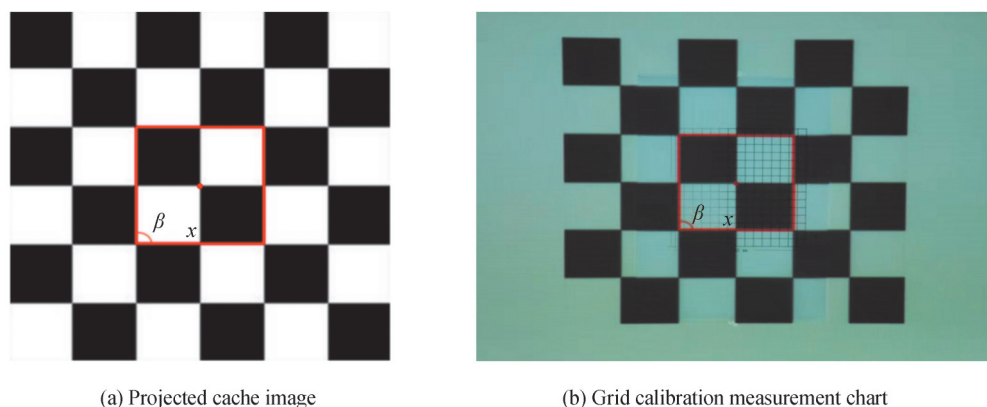 β
x
β
x
(a) Projected cache image
(b) Grid calibration measurement chart